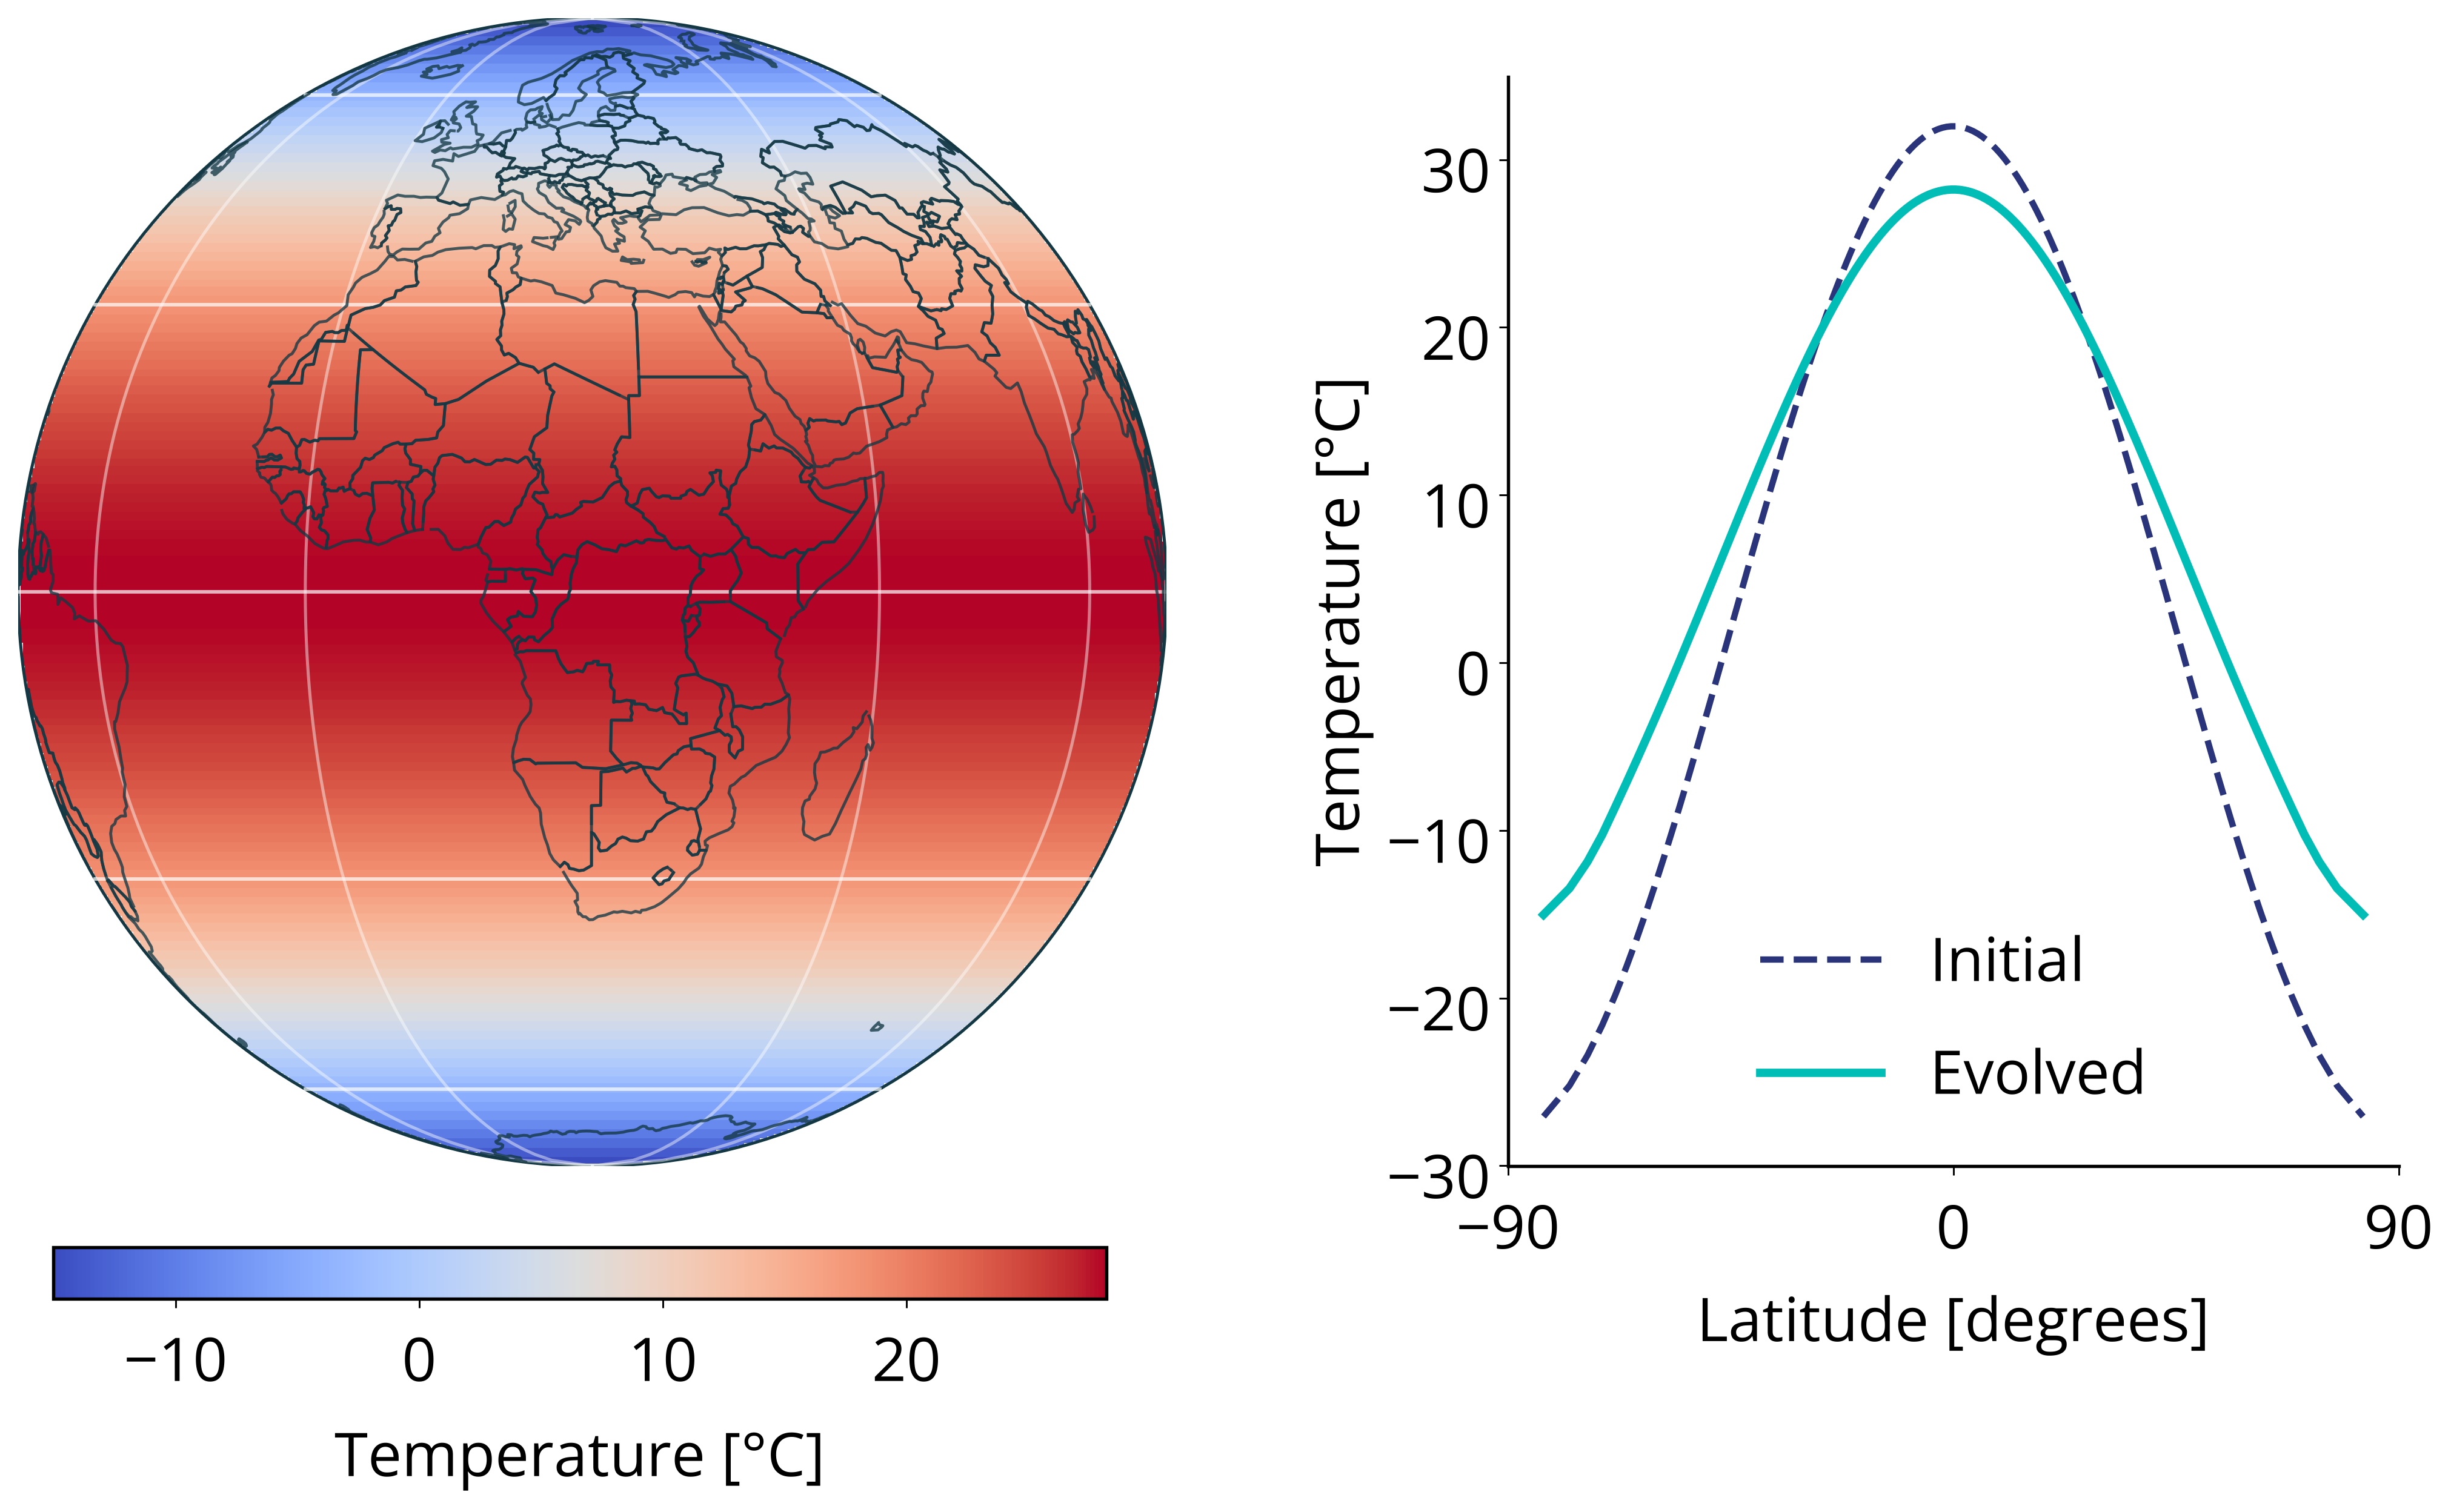 −10 0 10 20
Temperature [°C]
Temperature [°C]
30
20
10
0
−10
−20
−30
−90 0 90
Latitude [degrees]
Initial
Evolved